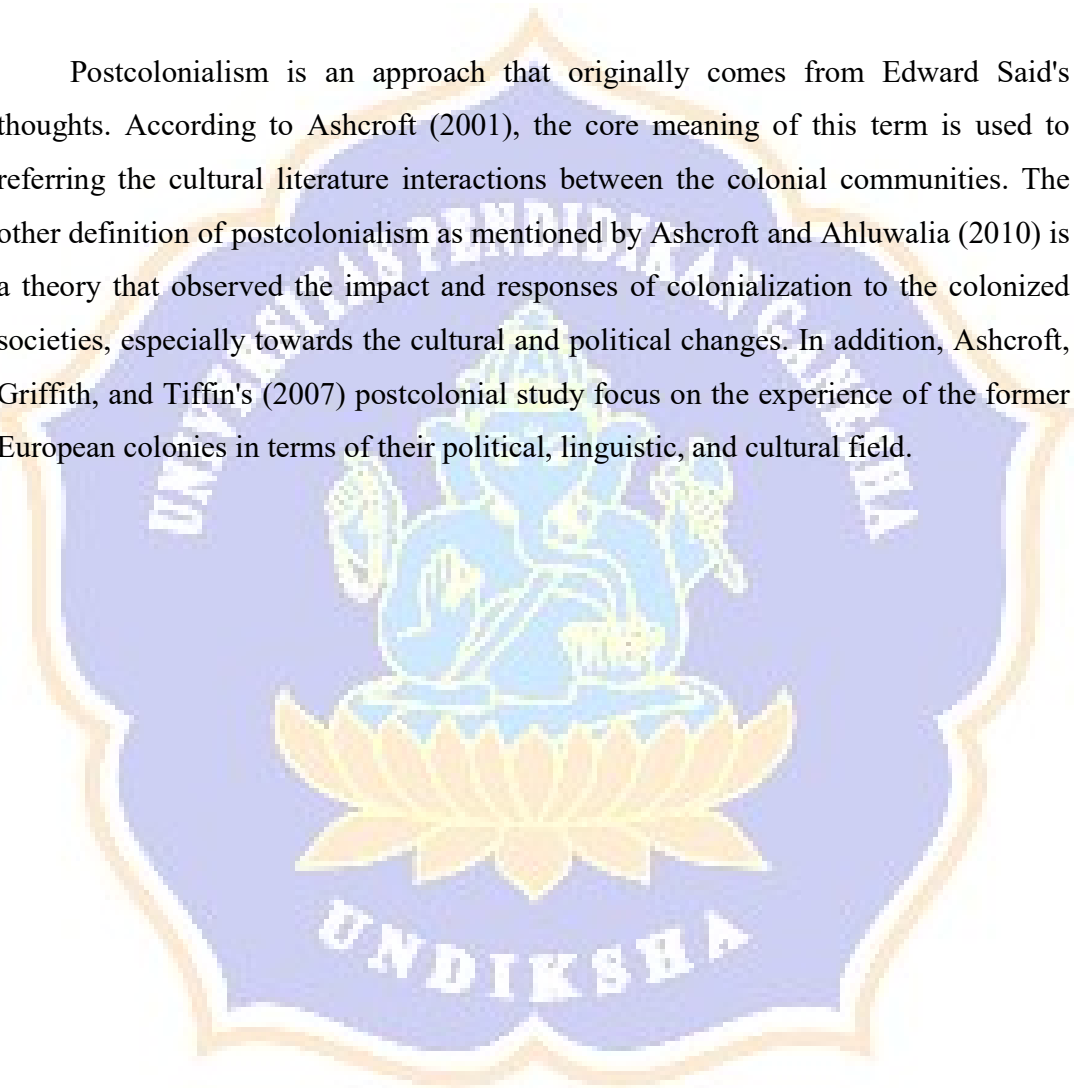 Postcolonialism is an approach that originally comes from Edward Said's
thoughts. According to Ashcroft (2001), the core meaning of this term is used to
referring the cultural literature interactions between the colonial communities. The
other definition of postcolonialism as mentioned by Ashcroft and Ahluwalia (2010) is
a theory that observed the impact and responses of colonialization to the colonized
societies, especially towards the cultural and political changes. In addition, Ashcroft,
Griffith, and Tiffin's (2007) postcolonial study focus on the experience of the former
European colonies in terms of their political, linguistic, and cultural field.
UNIVERSITAS PENDIDIKAN GANESHA
UNDIKSHA